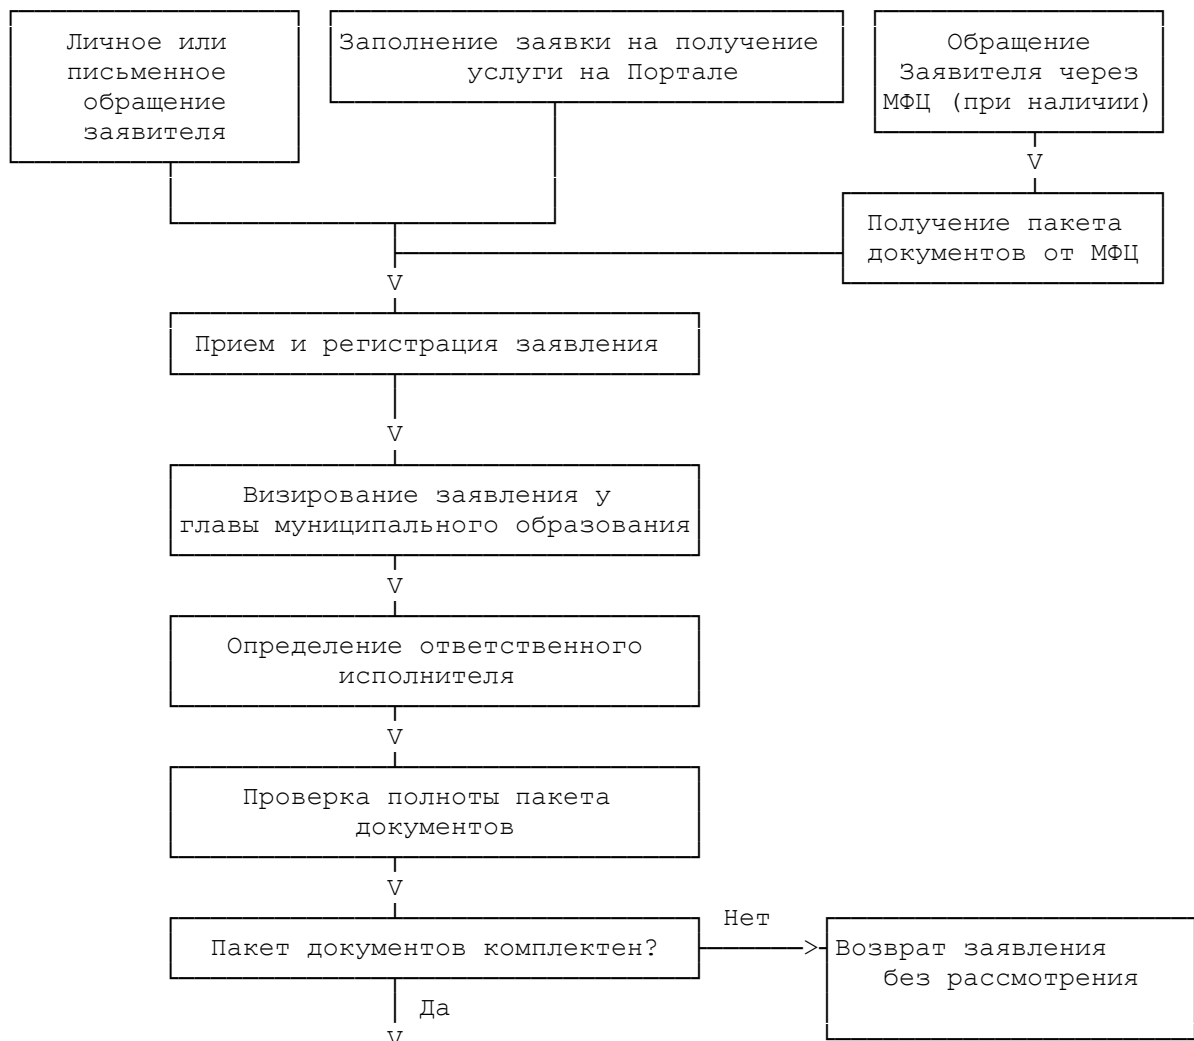 Личное или
письменное
обращение
заявителя
Заполнение заявки на получение
услуги на Портале
Обращение
Заявителя через
МФЦ (при наличии)
V
Получение пакета
документов от МФЦ
V
Прием и регистрация заявления
V
Визирование заявления у
главы муниципального образования
V
Определение ответственного
исполнителя
V
Проверка полноты пакета
документов
V
Пакет документов комплектен?
Нет
>
Возврат заявления
без рассмотрения
Да
V